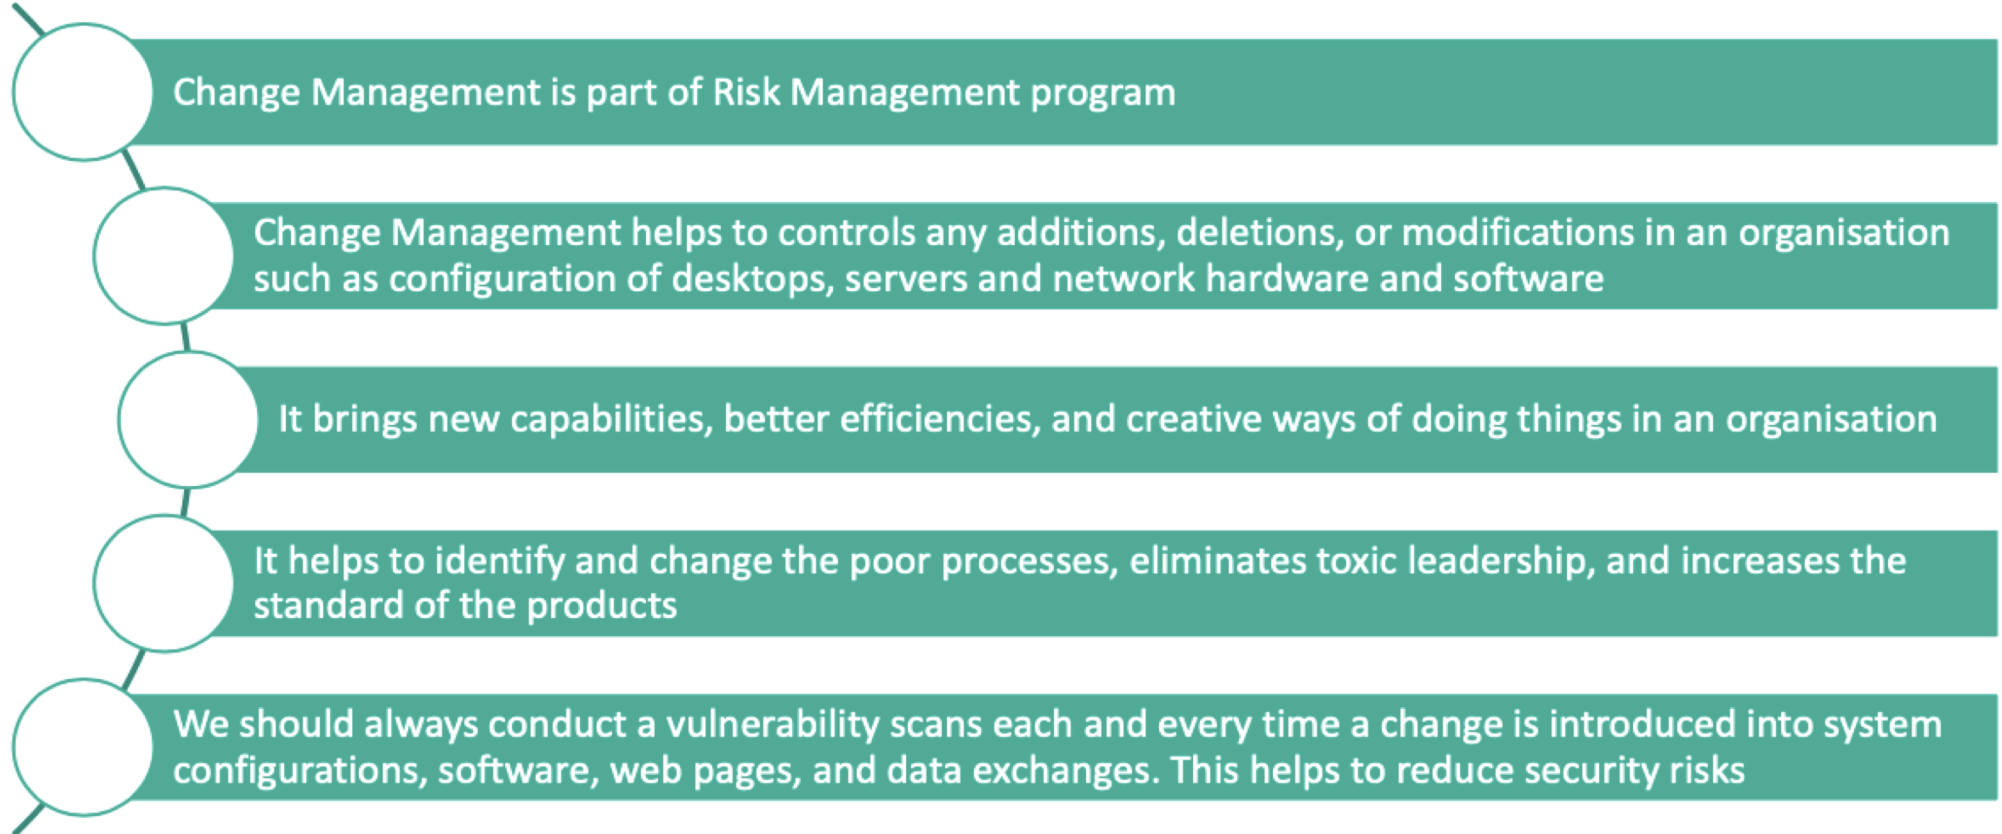 Change Management is part of Risk Management program
Change Management helps to controls any additions, deletions, or modifications in an organisation
such as configuration of desktops, servers and network hardware and software
It brings new capabilities, better efficiencies, and creative ways of doing things in an organisation
It helps to identify and change the poor processes, eliminates toxic leadership, and increases the
standard of the products
We should always conduct a vulnerability scans each and every time a change is introduced into system
configurations, software, web pages, and data exchanges. This helps to reduce security risks